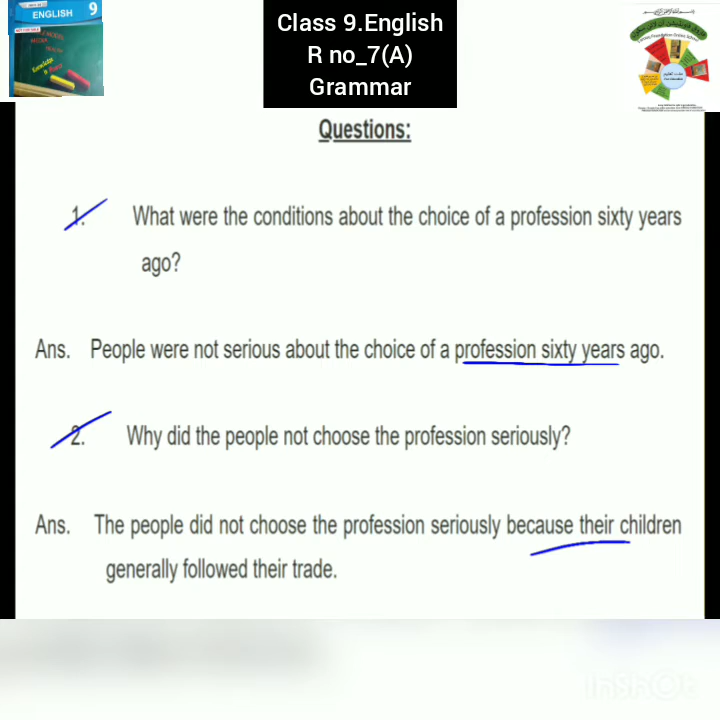 ENGLISH 9
Class 9.English
R no_7(A)
Grammar
Questions:
1. What were the conditions about the choice of a profession sixty years
ago?
Ans. People were not serious about the choice of a profession sixty years ago.
2. Why did the people not choose the profession seriously?
Ans. The people did not choose the profession seriously because their children
generally followed their trade.
InShOt